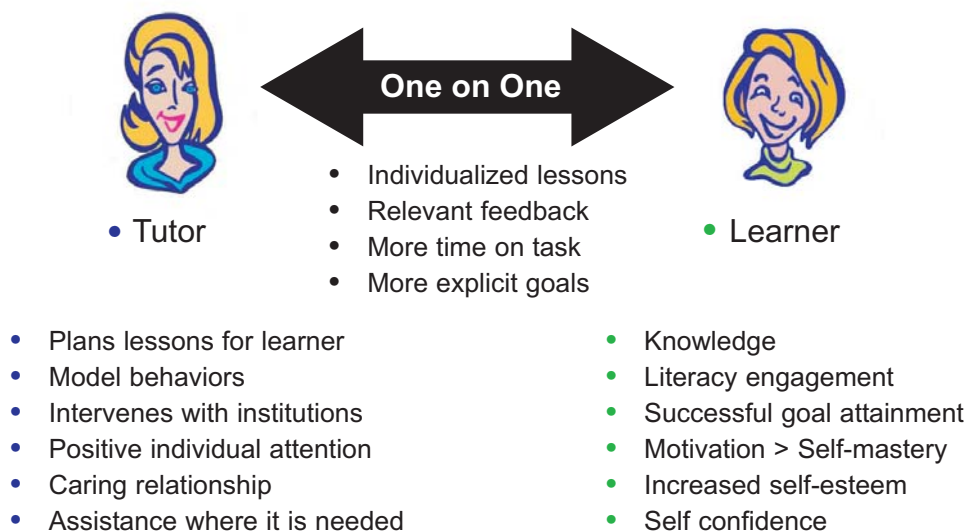 One on One
• Individualized lessons
• Relevant feedback
• More time on task
• More explicit goals
• Tutor
• Learner
• Plans lessons for learner
• Model behaviors
• Intervenes with institutions
• Positive individual attention
• Caring relationship
• Assistance where it is needed
• Knowledge
• Literacy engagement
• Successful goal attainment
• Motivation > Self-mastery
• Increased self-esteem
• Self confidence